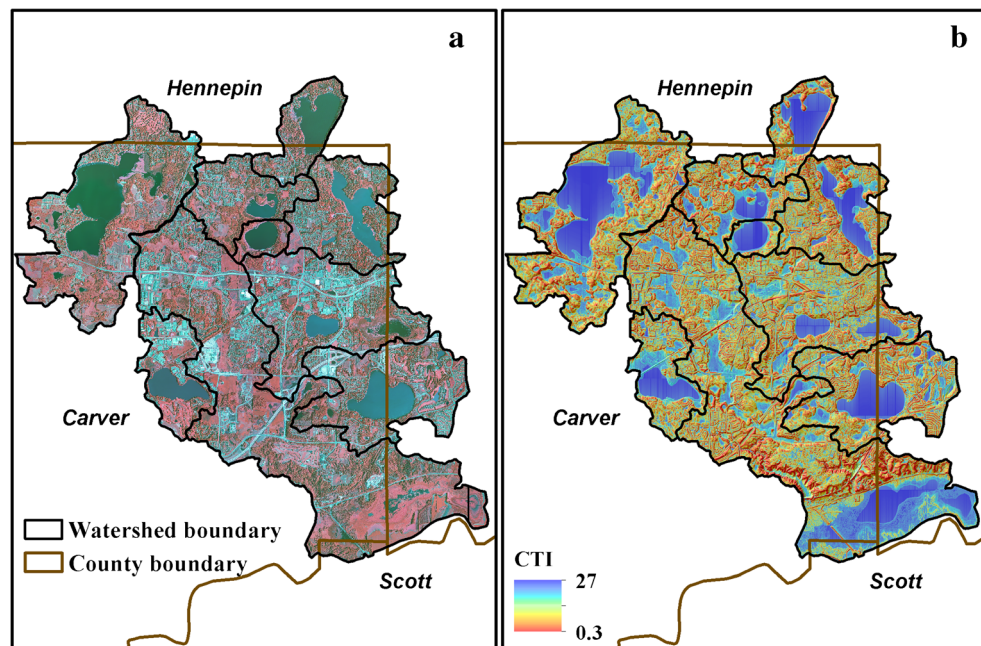 a
Hennepin
Carver
Watershed boundary
County boundary
Scott
b
Hennepin
Carver
CTI
27
0.3
Scott